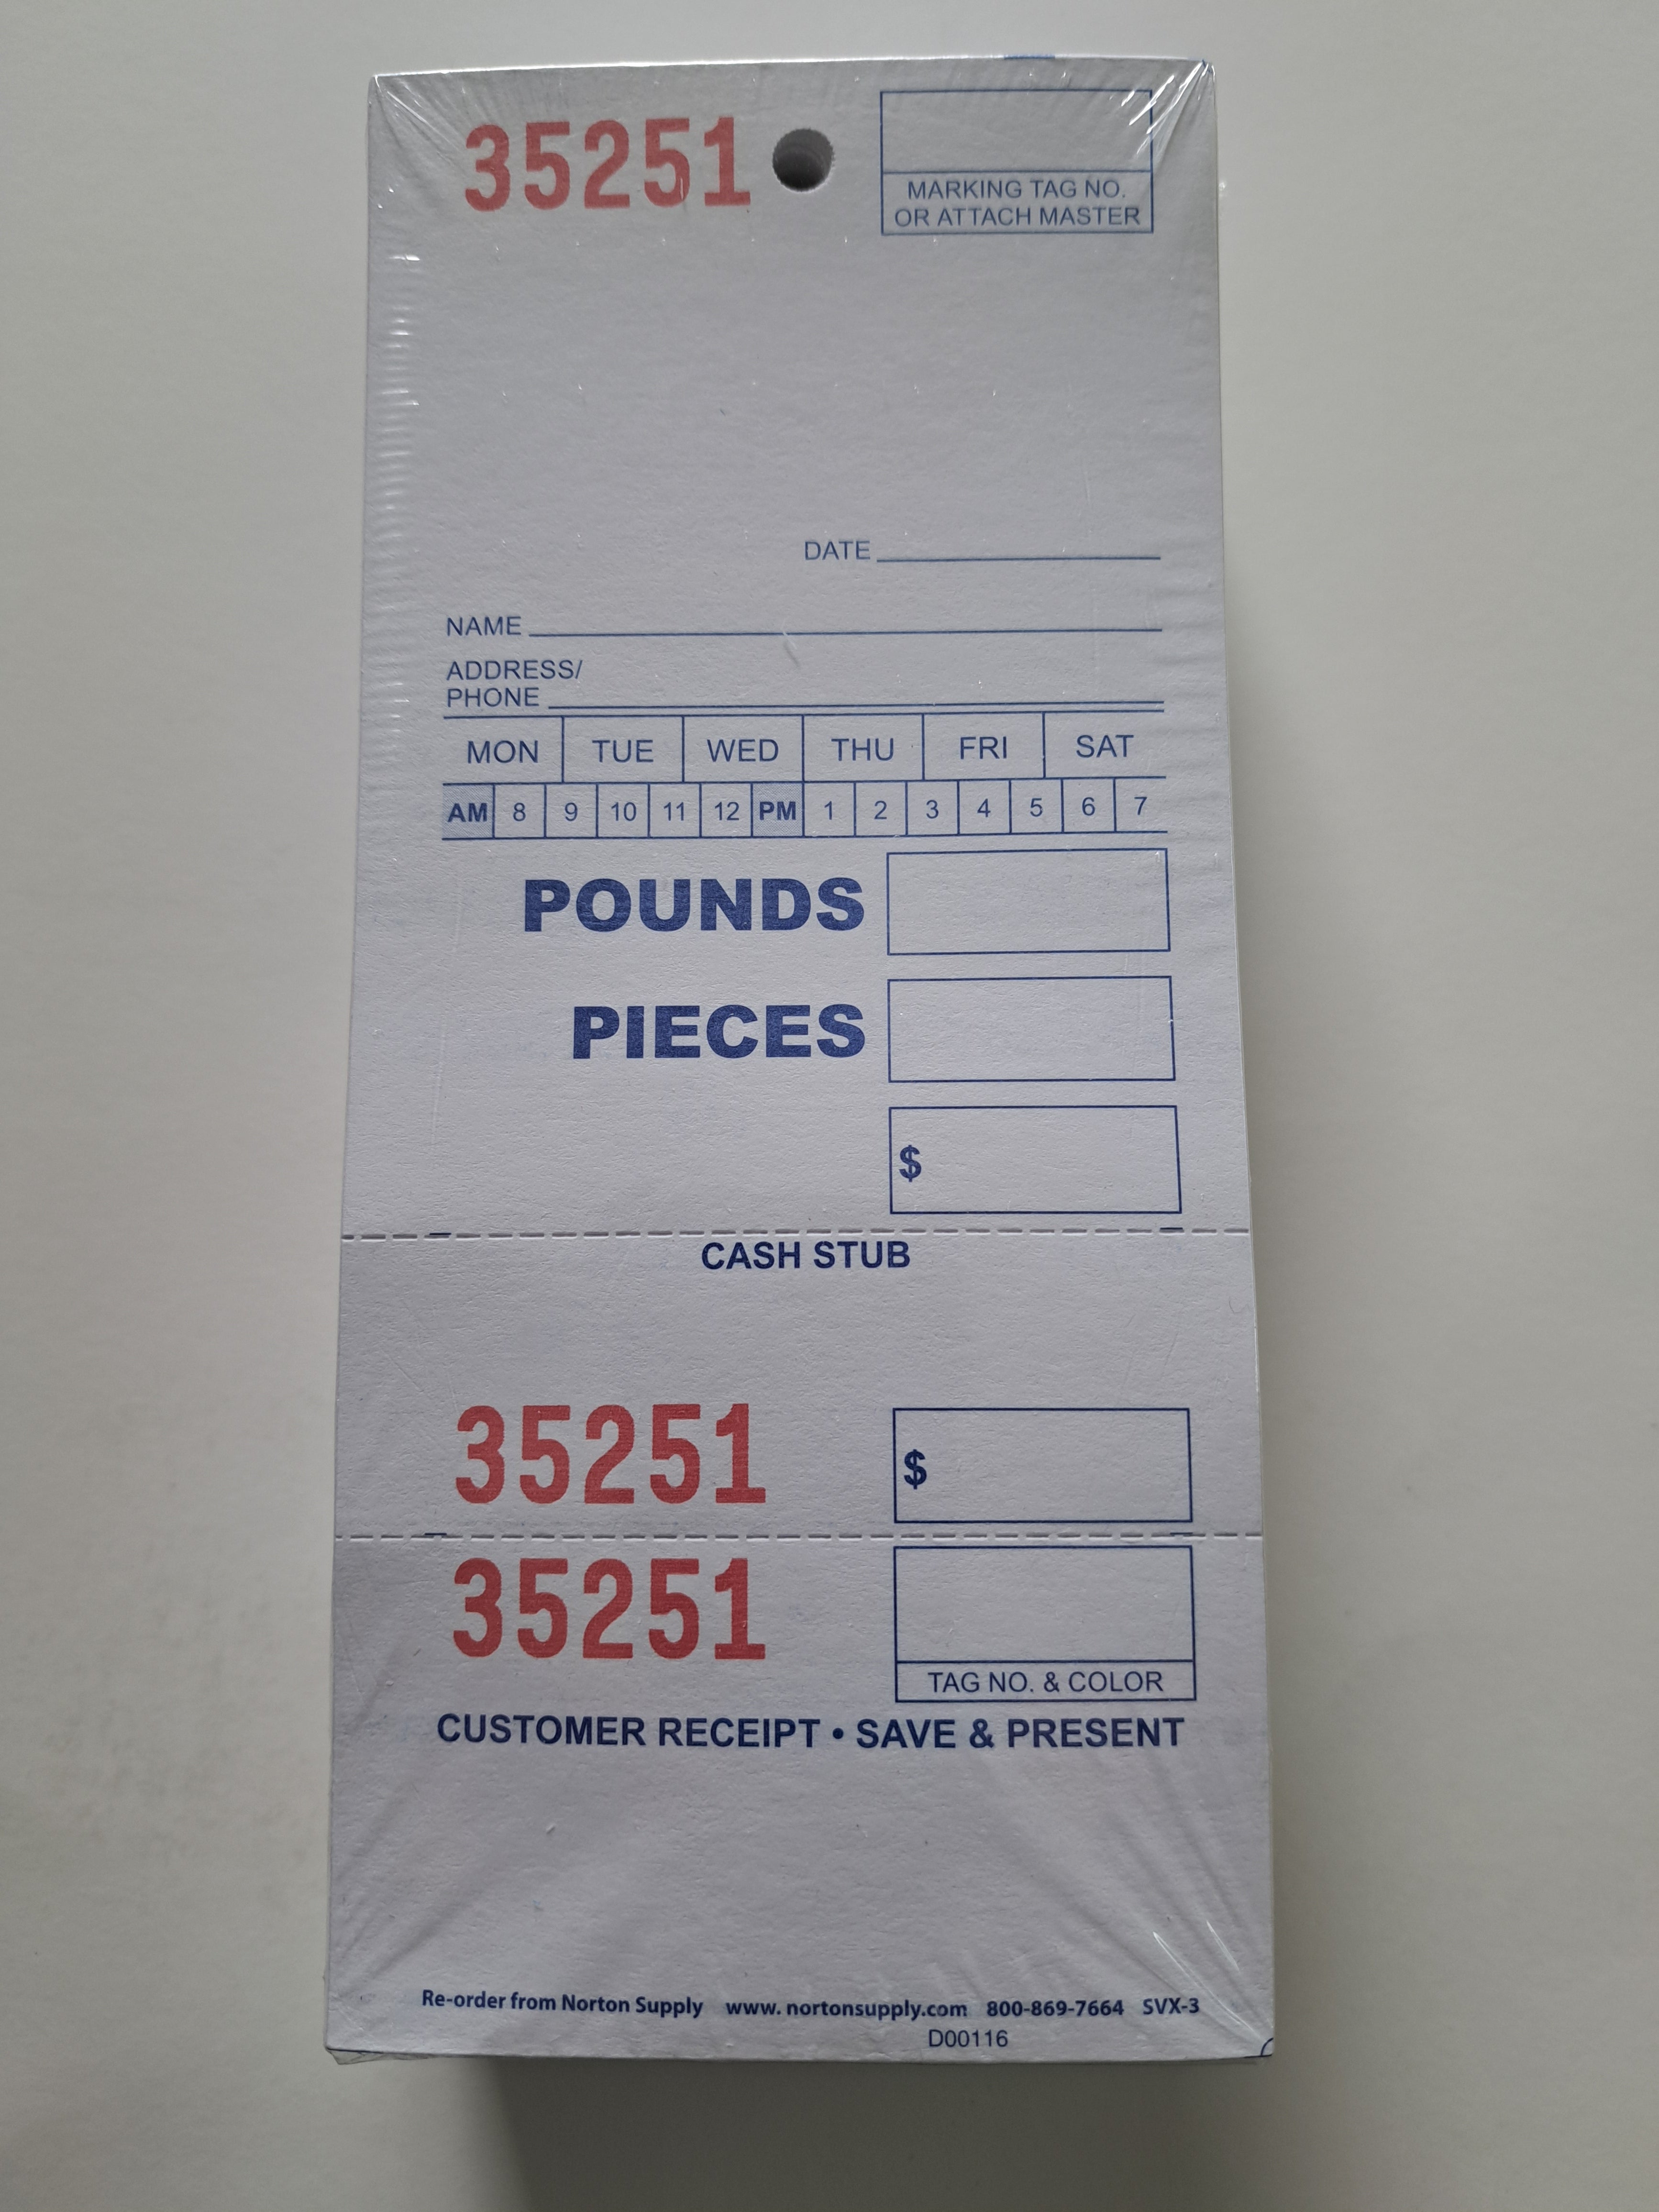 35251
MARKING TAG NO.
OR ATTACH MASTER
DATE
NAME
ADDRESS/
PHONE
MON TUE WED THU FRI SAT
AM 8 9 10 11 12 PM 1 2 3 4 5 6 7
POUNDS
PIECES
$
CASH STUB
35251 $
35251
TAG NO. & COLOR
CUSTOMER RECEIPT • SAVE & PRESENT
Re-order from Norton Supply www. nortonsupply.com 800-869-7664 SVX-3
D00116